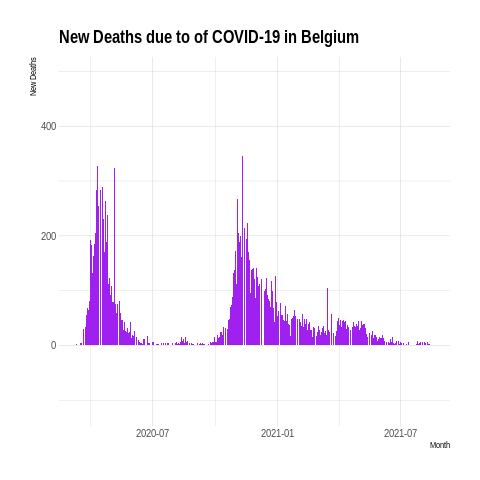 New Deaths due to of COVID-19 in Belgium
New Deaths
400
200
0
2020-07
2021-01
2021-07
Month